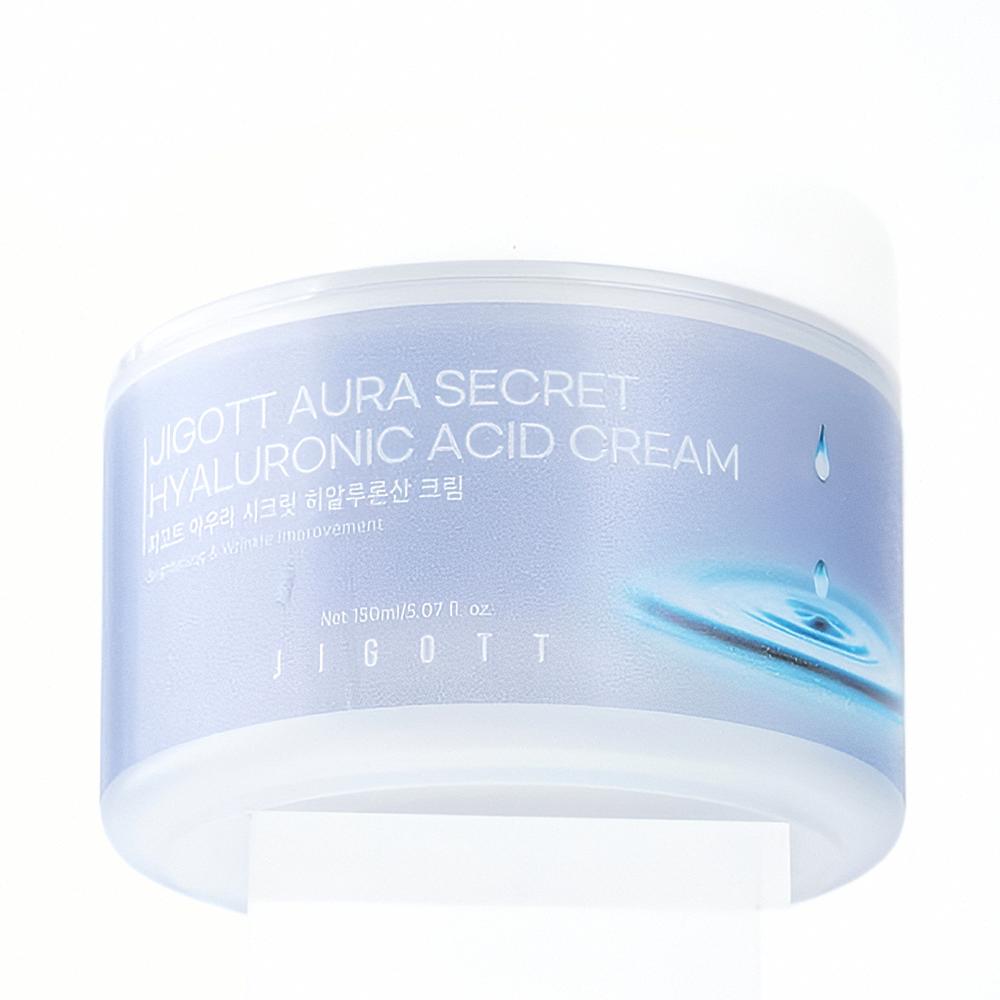 JIGOTT AURA SECRET
HYALURONIC ACID CREAM
지고트 아우라 시크릿 히알루론산 크림
& Wrinkle Improvement
Net 150ml/5.07 fl. oz.
JIGOTT